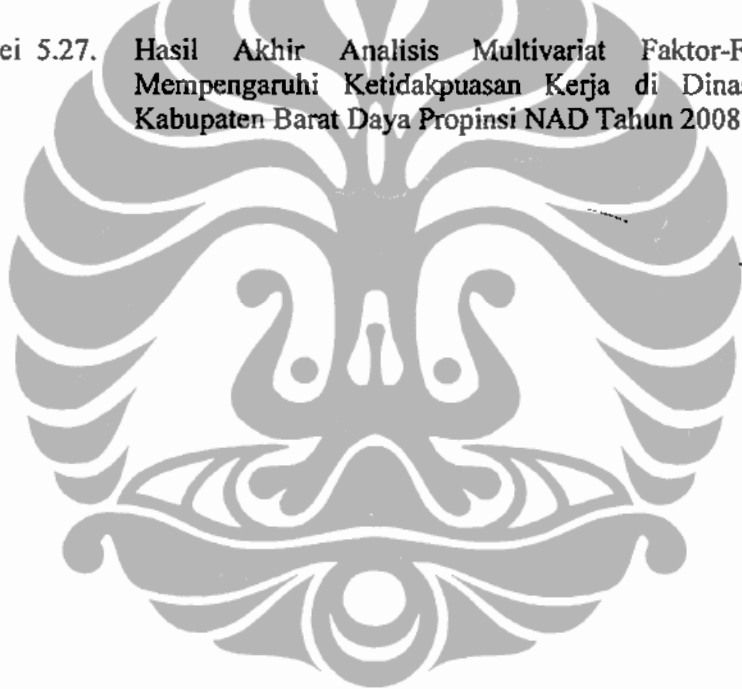 ei 5.27. Hasil Akhir Analisis Multivariat Faktor-F
Mempengaruhi Ketidakpuasan Kerja di Dina
Kabupaten Barat Daya Propinsi NAD Tahun 2008